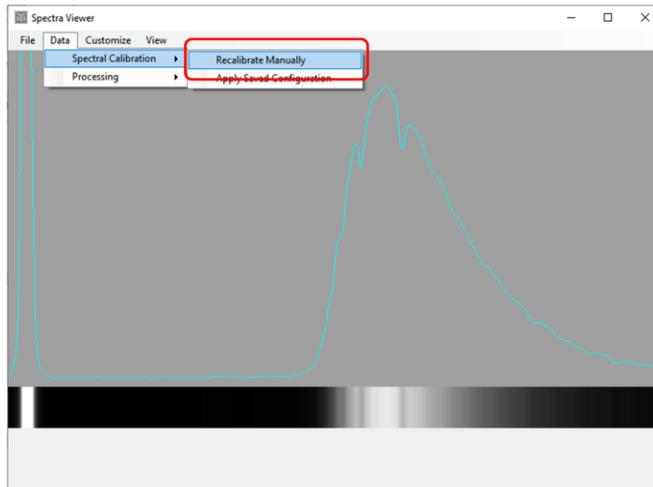 Spectra Viewer
File Data Customize View
Spectral Calibration
Recalibrate Manually
Processing
Apply Saved Configuration